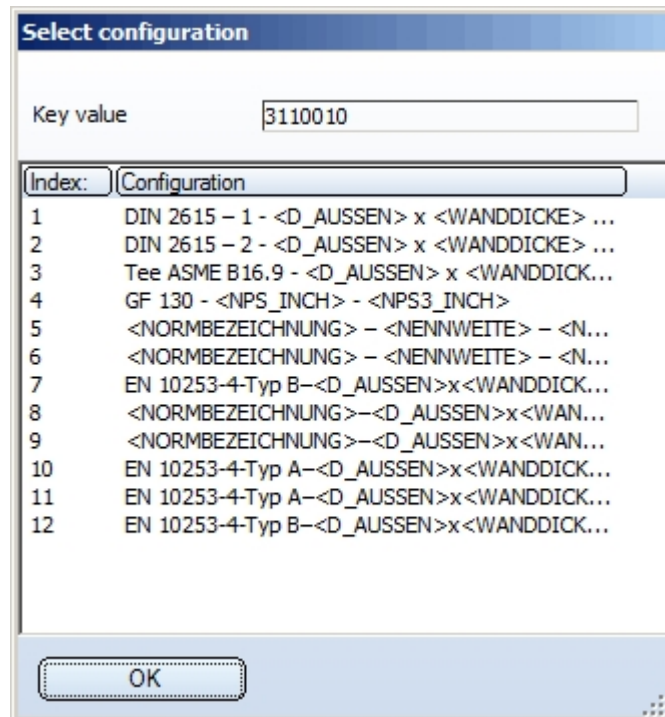 Select configuration
Key value 3110010
Index: Configuration
1 DIN 2615 – 1 - <D_AUSSEN> x <WANDDICKE> ...
2 DIN 2615 – 2 - <D_AUSSEN> x <WANDDICKE> ...
3 Tee ASME B16.9 - <D_AUSSEN> x <WANDDICK...
4 GF 130 - <NPS_INCH> - <NPS3_INCH>
5 <NORMBEZEICHNUNG> – <NENNWEITE> – <N...
6 <NORMBEZEICHNUNG> – <NENNWEITE> – <N...
7 EN 10253-4-Typ B–<D_AUSSEN>x<WANDDICK...
8 <NORMBEZEICHNUNG>–<D_AUSSEN>x<WAN...
9 <NORMBEZEICHNUNG>–<D_AUSSEN>x<WAN...
10 EN 10253-4-Typ A–<D_AUSSEN>x<WANDDICK...
11 EN 10253-4-Typ A–<D_AUSSEN>x<WANDDICK...
12 EN 10253-4-Typ B–<D_AUSSEN>x<WANDDICK...
OK